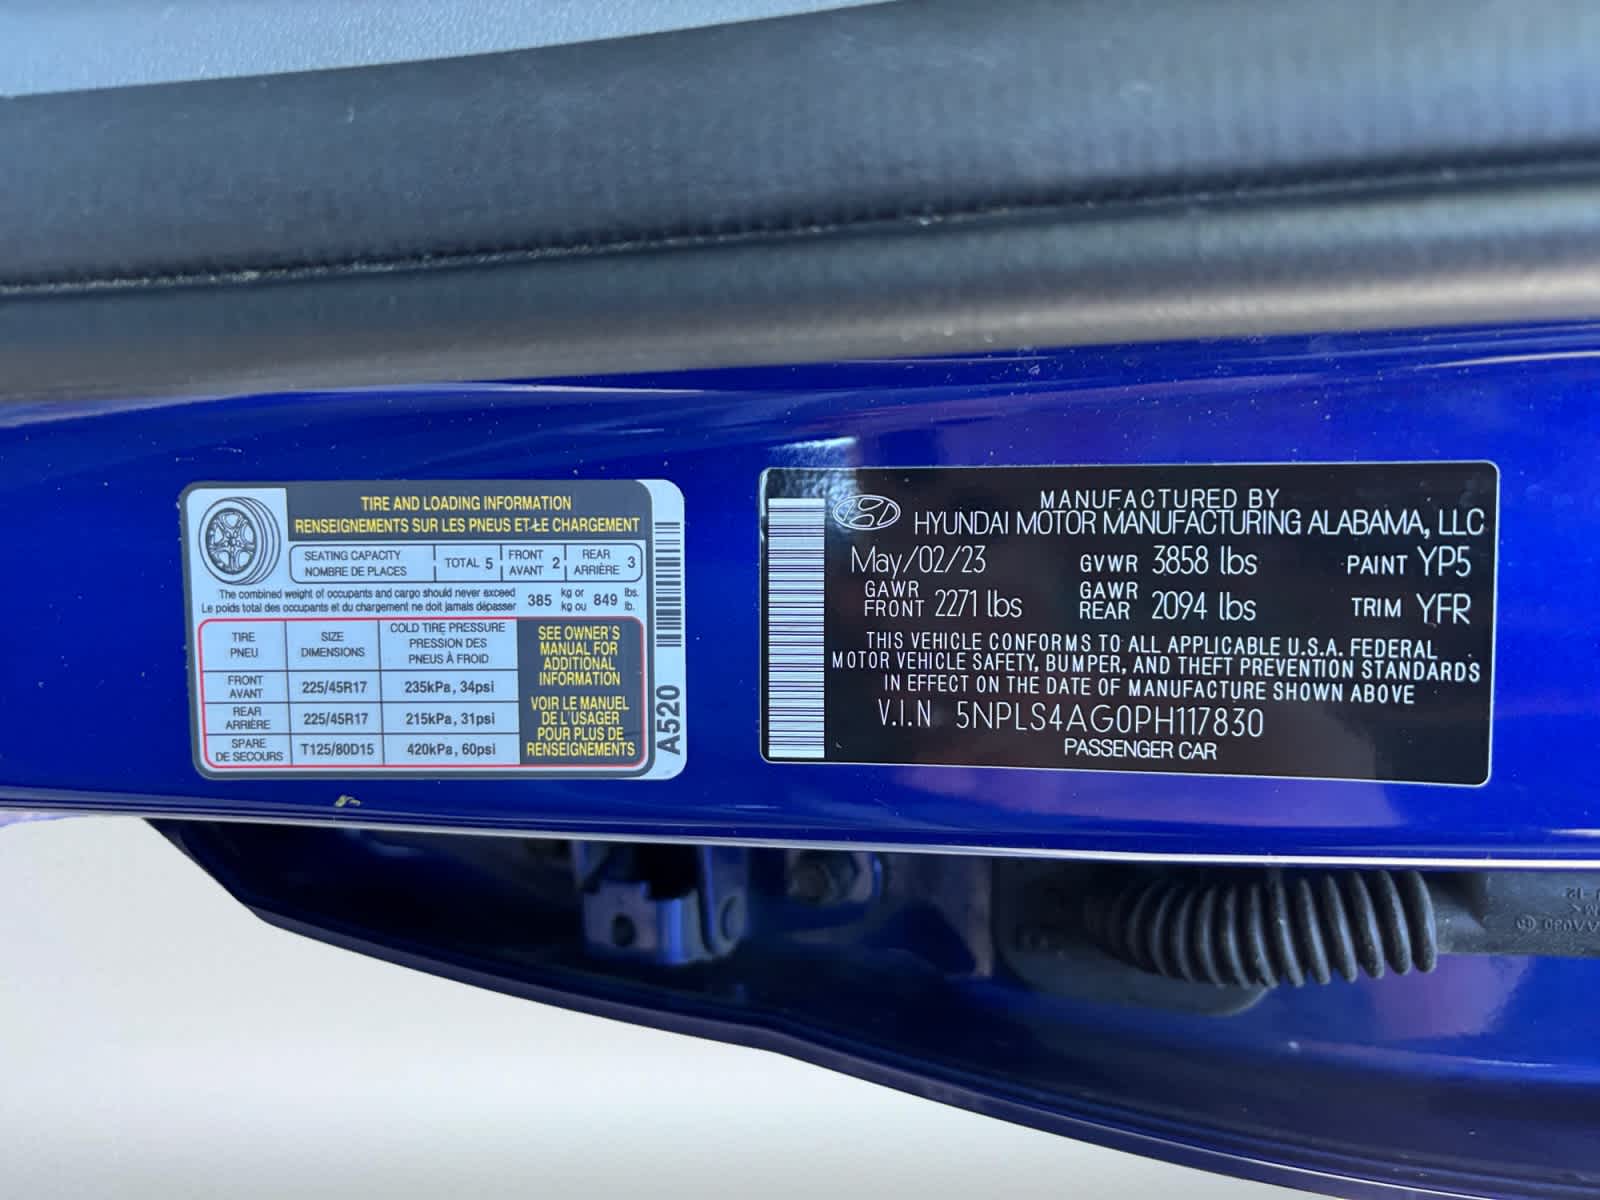 TIRE AND LOADING INFORMATION
RENSEIGNEMENTS SUR LES PNEUS ET LE CHARGEMENT
SEATING CAPACITY
NOMBRE DE PLACES
TOTAL 5
FRONT
AVANT 2
REAR
ARRIÈRE 3
The combined weight of occupants and cargo should never exceed
Le poids total des occupants et du chargement ne doit jamais dépasser
385 kg or
kg ou 849 lbs.
lb.
TIRE
PNEU
SIZE
DIMENSIONS
COLD TIRE PRESSURE
PRESSION DES
PNEUS À FROID
FRONT
AVANT
225/45R17
235kPa, 34psi
REAR
ARRIÈRE
225/45R17
215kPa, 31psi
SPARE
DE SECOURS
T125/80D15
420kPa, 60psi
SEE OWNER'S
MANUAL FOR
ADDITIONAL
INFORMATION
VOIR LE MANUEL
DE L'USAGER
POUR PLUS DE
RENSEIGNEMENTS
A520
MANUFACTURED BY
HYUNDAI MOTOR MANUFACTURING ALABAMA, LLC
May/02/23 GVWR 3858 lbs PAINT YP5
GAWR
FRONT 2271 lbs
GAWR
REAR 2094 lbs
TRIM YFR
THIS VEHICLE CONFORMS TO ALL APPLICABLE U.S.A. FEDERAL
MOTOR VEHICLE SAFETY, BUMPER, AND THEFT PREVENTION STANDARDS
IN EFFECT ON THE DATE OF MANUFACTURE SHOWN ABOVE
V.I.N 5NPLS4AG0PH117830
PASSENGER CAR